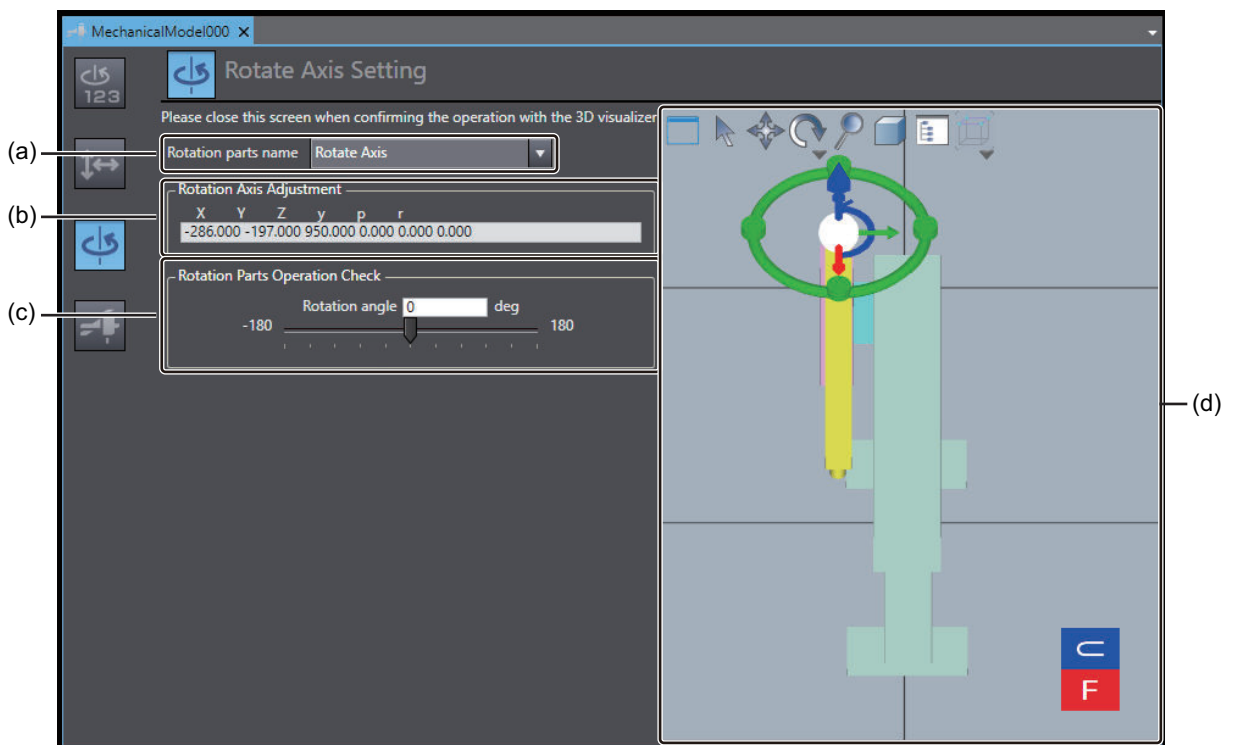 MechanicalModel000
123
Rotate Axis Setting
Please close this screen when confirming the operation with the 3D visualizer
(a)
Rotation parts name Rotate Axis
(b)
Rotation Axis Adjustment
X Y Z y p r
-286.000 -197.000 950.000 0.000 0.000 0.000
(c)
Rotation Parts Operation Check
Rotation angle 0 deg
-180 180
(d)
U
F